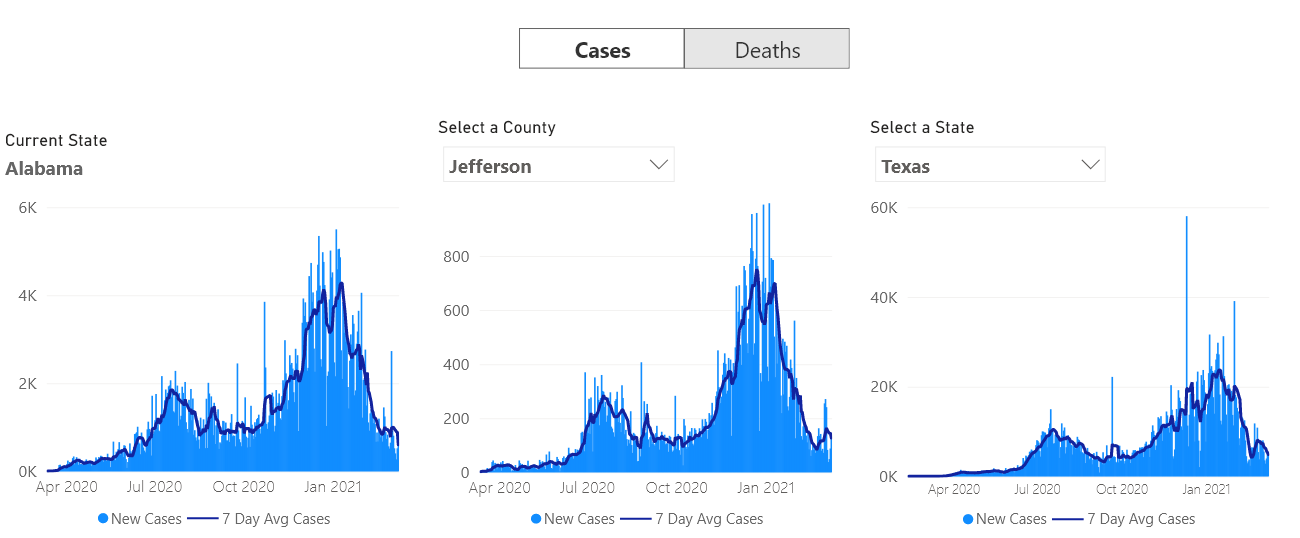 Cases Deaths
Current State
Alabama
6K
4K
2K
0K
Apr 2020 Jul 2020 Oct 2020 Jan 2021
New Cases 7 Day Avg Cases
Select a County
Jefferson
800
600
400
200
0
Apr 2020 Jul 2020 Oct 2020 Jan 2021
New Cases 7 Day Avg Cases
Select a State
Texas
60K
40K
20K
0K
Apr 2020 Jul 2020 Oct 2020 Jan 2021
New Cases 7 Day Avg Cases